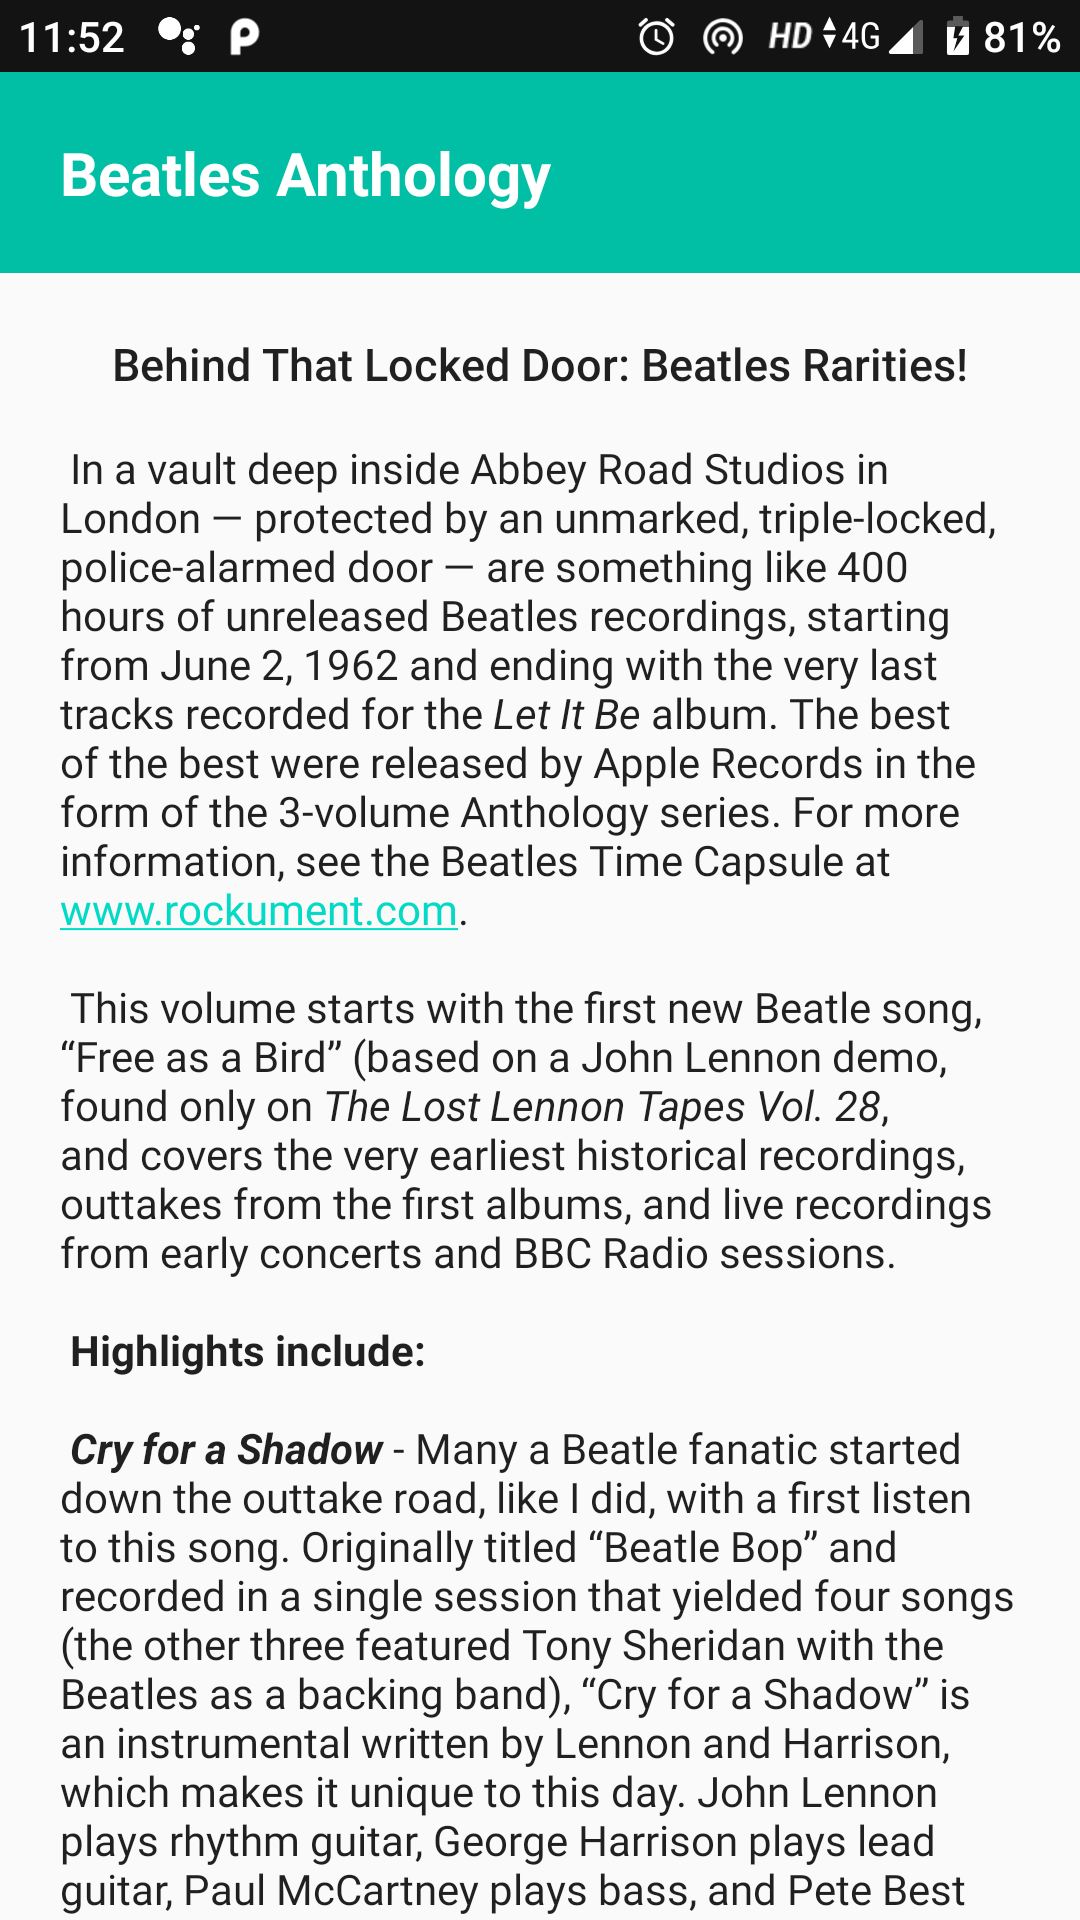 11:52 HD 4G 81%
Beatles Anthology
Behind That Locked Door: Beatles Rarities!
In a vault deep inside Abbey Road Studios in
London — protected by an unmarked, triple-locked,
police-alarmed door — are something like 400
hours of unreleased Beatles recordings, starting
from June 2, 1962 and ending with the very last
tracks recorded for the Let It Be album. The best
of the best were released by Apple Records in the
form of the 3-volume Anthology series. For more
information, see the Beatles Time Capsule at
www.rockument.com.
This volume starts with the first new Beatle song,
“Free as a Bird” (based on a John Lennon demo,
found only on The Lost Lennon Tapes Vol. 28,
and covers the very earliest historical recordings,
outtakes from the first albums, and live recordings
from early concerts and BBC Radio sessions.
Highlights include:
Cry for a Shadow - Many a Beatle fanatic started
down the outtake road, like I did, with a first listen
to this song. Originally titled “Beatle Bop” and
recorded in a single session that yielded four songs
(the other three featured Tony Sheridan with the
Beatles as a backing band), “Cry for a Shadow” is
an instrumental written by Lennon and Harrison,
which makes it unique to this day. John Lennon
plays rhythm guitar, George Harrison plays lead
guitar, Paul McCartney plays bass, and Pete Best